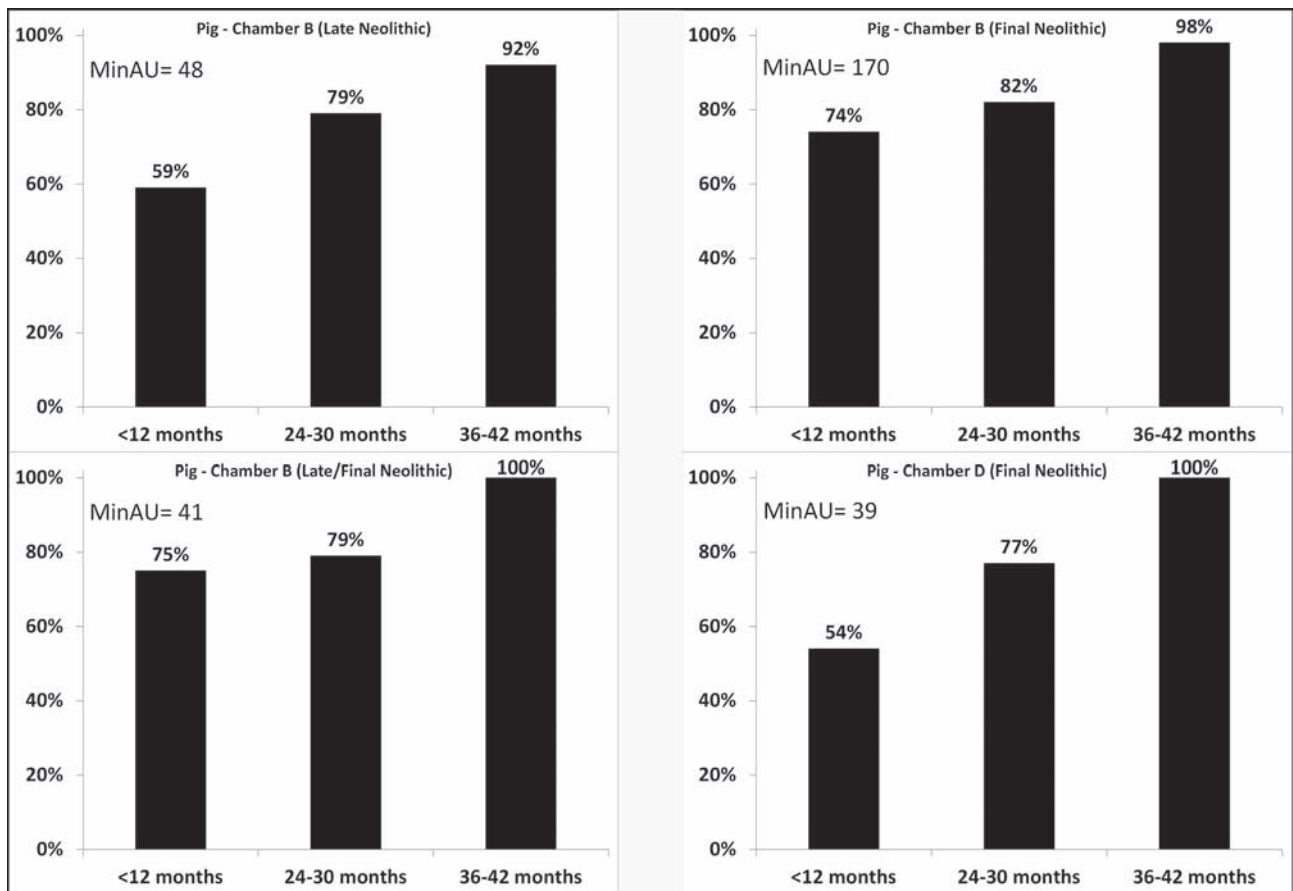 Pig - Chamber B (Late Neolithic)
MinAU= 48
100%
80%
60%
40%
20%
0%
59%
79%
92%
<12 months
24-30 months
36-42 months
Pig - Chamber B (Final Neolithic)
MinAU= 170
100%
80%
60%
40%
20%
0%
74%
82%
98%
<12 months
24-30 months
36-42 months
Pig - Chamber B (Late/Final Neolithic)
MinAU= 41
100%
80%
60%
40%
20%
0%
75%
79%
100%
<12 months
24-30 months
36-42 months
Pig - Chamber D (Final Neolithic)
MinAU= 39
100%
80%
60%
40%
20%
0%
54%
77%
100%
<12 months
24-30 months
36-42 months